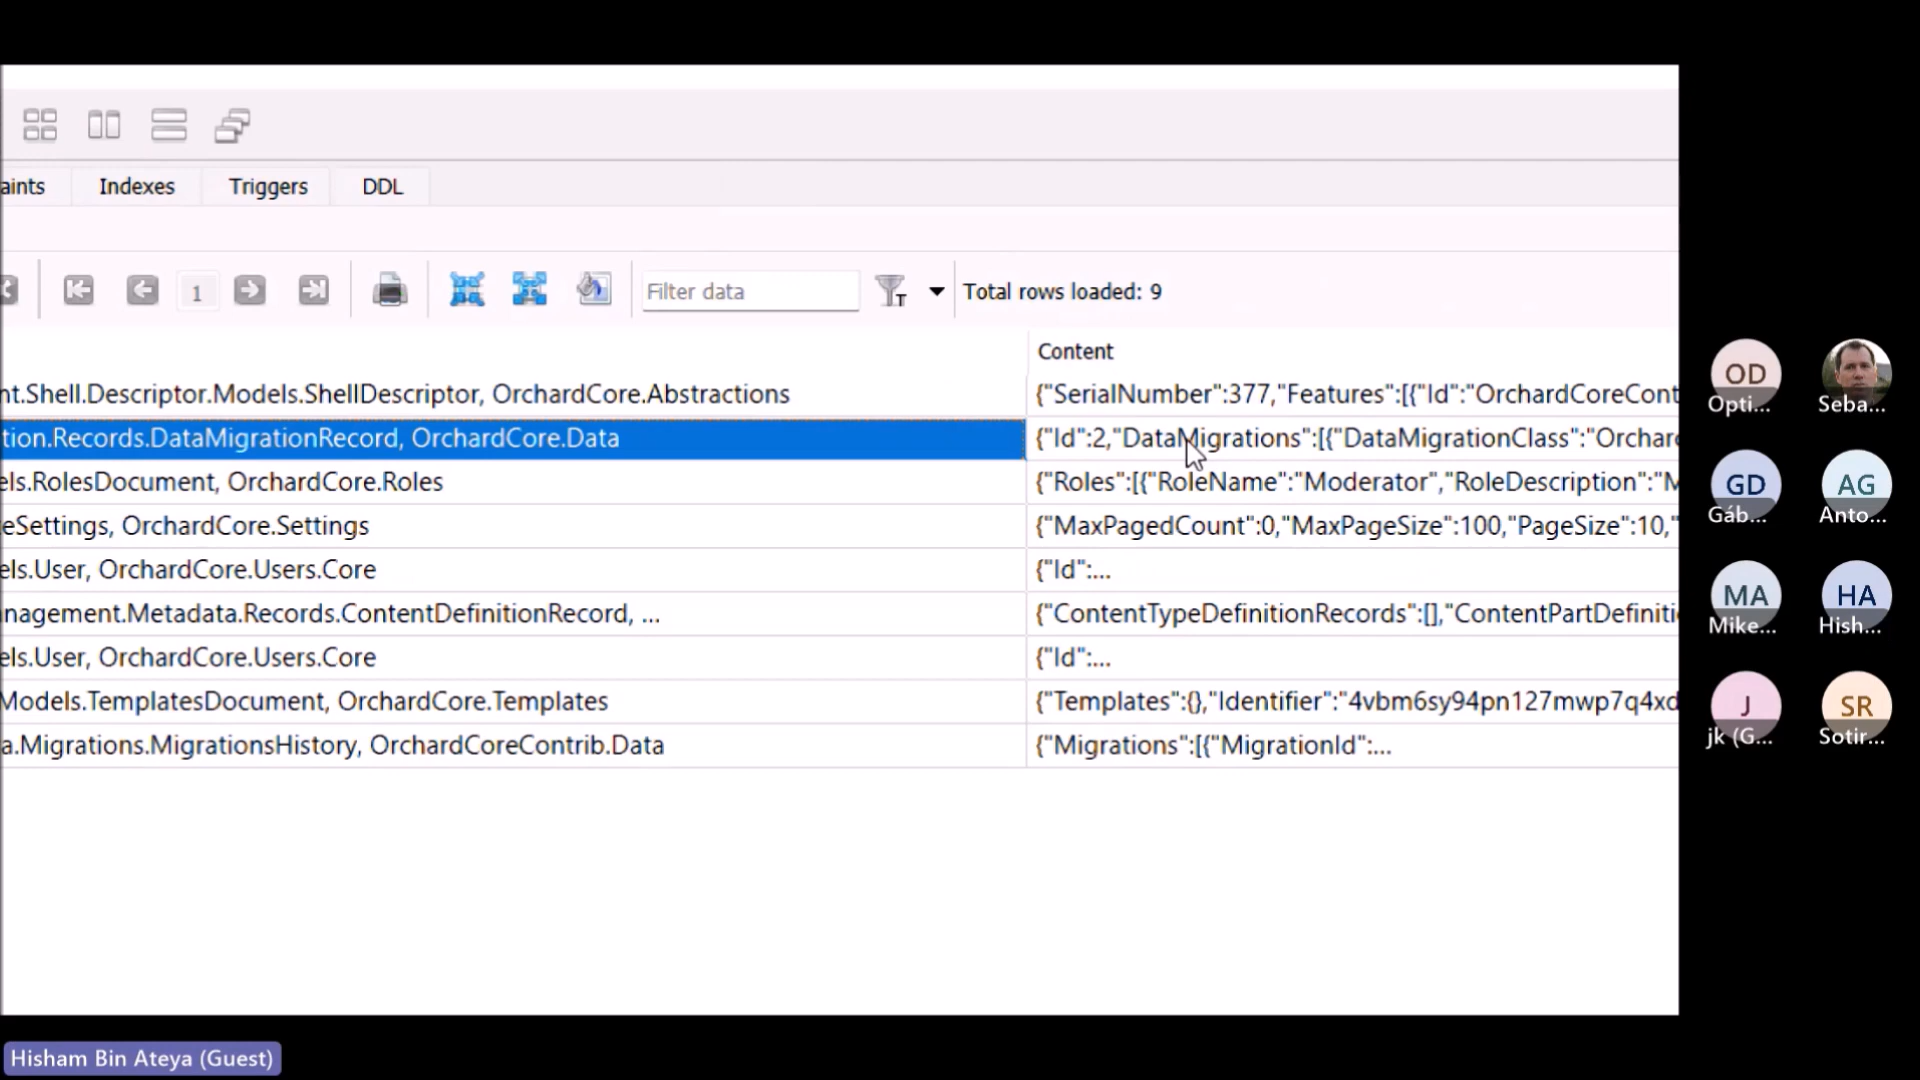 aints Indexes Triggers DDL
1 Filter data T Total rows loaded: 9
Content
nt.Shell.Descriptor.Models.ShellDescriptor, OrchardCore.Abstractions {"SerialNumber":377,"Features":[{"Id":"OrchardCoreCont
tion.Records.DataMigrationRecord, OrchardCore.Data {"Id":2,"DataMigrations":[{"DataMigrationClass":"Orchard
els.RolesDocument, OrchardCore.Roles {"Roles":[{"RoleName":"Moderator","RoleDescription":"M
eSettings, OrchardCore.Settings {"MaxPagedCount":0,"MaxPageSize":100,"PageSize":10,"
els.User, OrchardCore.Users.Core {"Id":...
nagement.Metadata.Records.ContentDefinitionRecord, ... {"ContentTypeDefinitionRecords":[],"ContentPartDefiniti
els.User, OrchardCore.Users.Core {"Id":...
Models.TemplatesDocument, OrchardCore.Templates {"Templates":{},"Identifier":"4vbm6sy94pn127mwp7q4xd
a.Migrations.MigrationsHistory, OrchardCoreContrib.Data {"Migrations":[{"MigrationId":...
OD
Opti... Seba...
GD AG
Gáb... Anto...
MA HA
Mike... Hish...
J SR
jk (G... Sotir...
Hisham Bin Ateya (Guest)